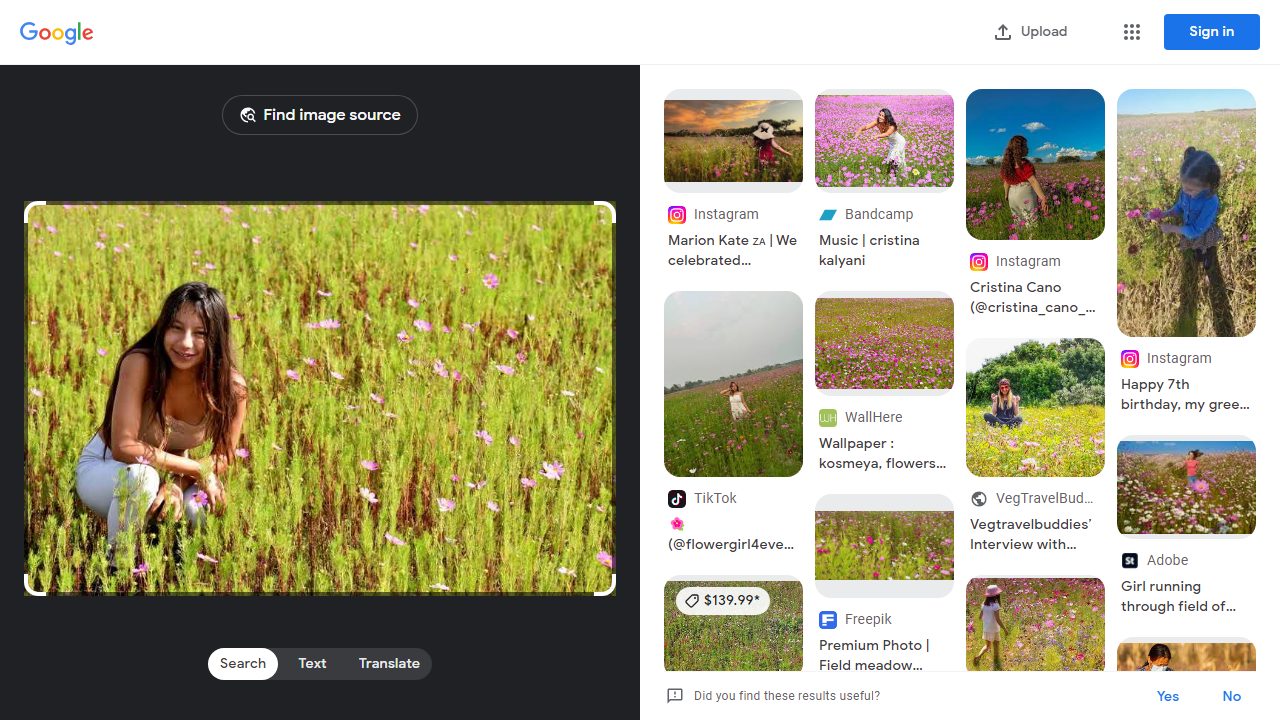 Google
Upload
Sign in
Find image source
Search
Text
Translate
Instagram
Marion Kate ZA | We
celebrated...
Bandcamp
Music | cristina
kalyani
Instagram
Cristina Cano
(@cristina_cano_...
Instagram
Happy 7th
birthday, my gree...
TikTok
🌺
(@flowergirl4eve...
WH
WallHere
Wallpaper :
kosmeya, flowers...
VegTravelBud...
Vegtravelbuddies'
Interview with...
St
Adobe
Girl running
through field of...
$139.99*
Freepik
Premium Photo |
Field meadow...
Did you find these results useful?
Yes
No